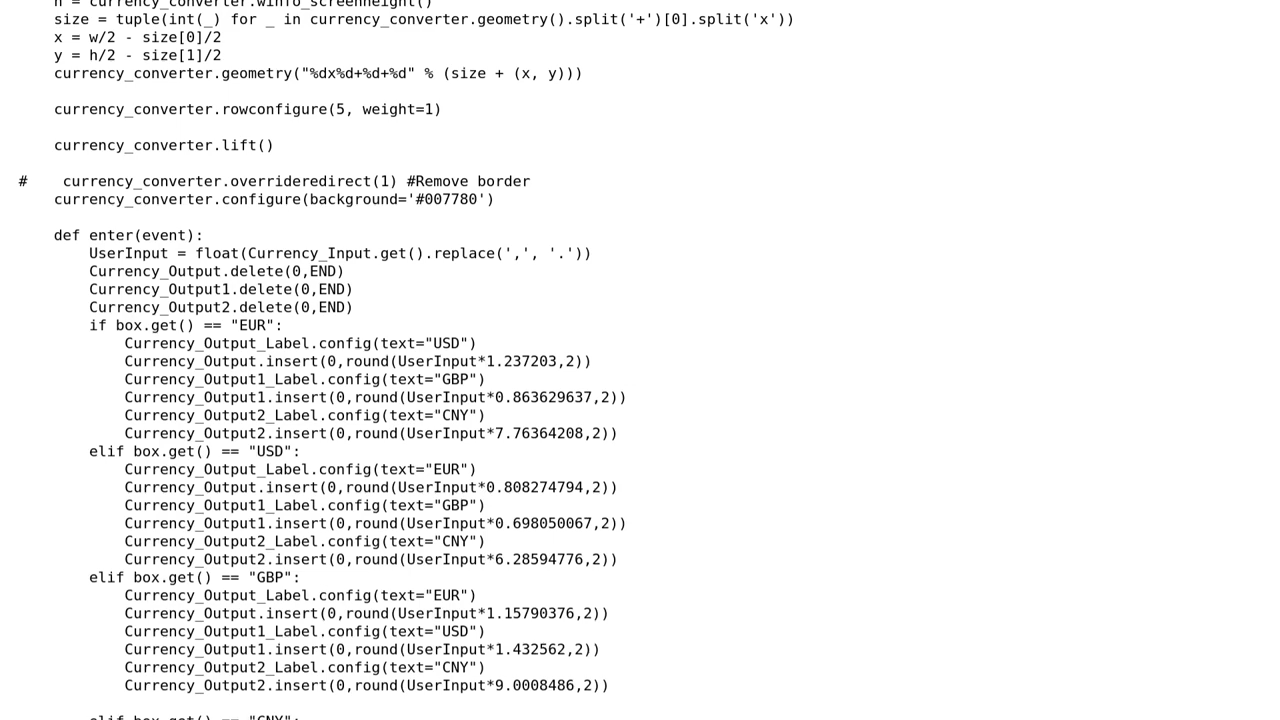 h = currency_converter.winfo_screenheight()
    size = tuple(int(_) for _ in currency_converter.geometry().split('+')[0].split('x'))
    x = w/2 - size[0]/2
    y = h/2 - size[1]/2
    currency_converter.geometry("%dx%d+%d+%d" % (size + (x, y)))

    currency_converter.rowconfigure(5, weight=1)

    currency_converter.lift()

#    currency_converter.overrideredirect(1) #Remove border
    currency_converter.configure(background='#007780')

    def enter(event):
        UserInput = float(Currency_Input.get().replace(',', '.'))
        Currency_Output.delete(0,END)
        Currency_Output1.delete(0,END)
        Currency_Output2.delete(0,END)
        if box.get() == "EUR":
            Currency_Output_Label.config(text="USD")
            Currency_Output.insert(0,round(UserInput*1.237203,2))
            Currency_Output1_Label.config(text="GBP")
            Currency_Output1.insert(0,round(UserInput*0.863629637,2))
            Currency_Output2_Label.config(text="CNY")
            Currency_Output2.insert(0,round(UserInput*7.76364208,2))
        elif box.get() == "USD":
            Currency_Output_Label.config(text="EUR")
            Currency_Output.insert(0,round(UserInput*0.808274794,2))
            Currency_Output1_Label.config(text="GBP")
            Currency_Output1.insert(0,round(UserInput*0.698050067,2))
            Currency_Output2_Label.config(text="CNY")
            Currency_Output2.insert(0,round(UserInput*6.28594776,2))
        elif box.get() == "GBP":
            Currency_Output_Label.config(text="EUR")
            Currency_Output.insert(0,round(UserInput*1.15790376,2))
            Currency_Output1_Label.config(text="USD")
            Currency_Output1.insert(0,round(UserInput*1.432562,2))
            Currency_Output2_Label.config(text="CNY")
            Currency_Output2.insert(0,round(UserInput*9.0008486,2))

        elif box.get() == "CNY":